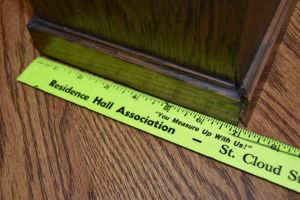 Residence Hall Association - "You Measure Up With Us!" - St. Cloud